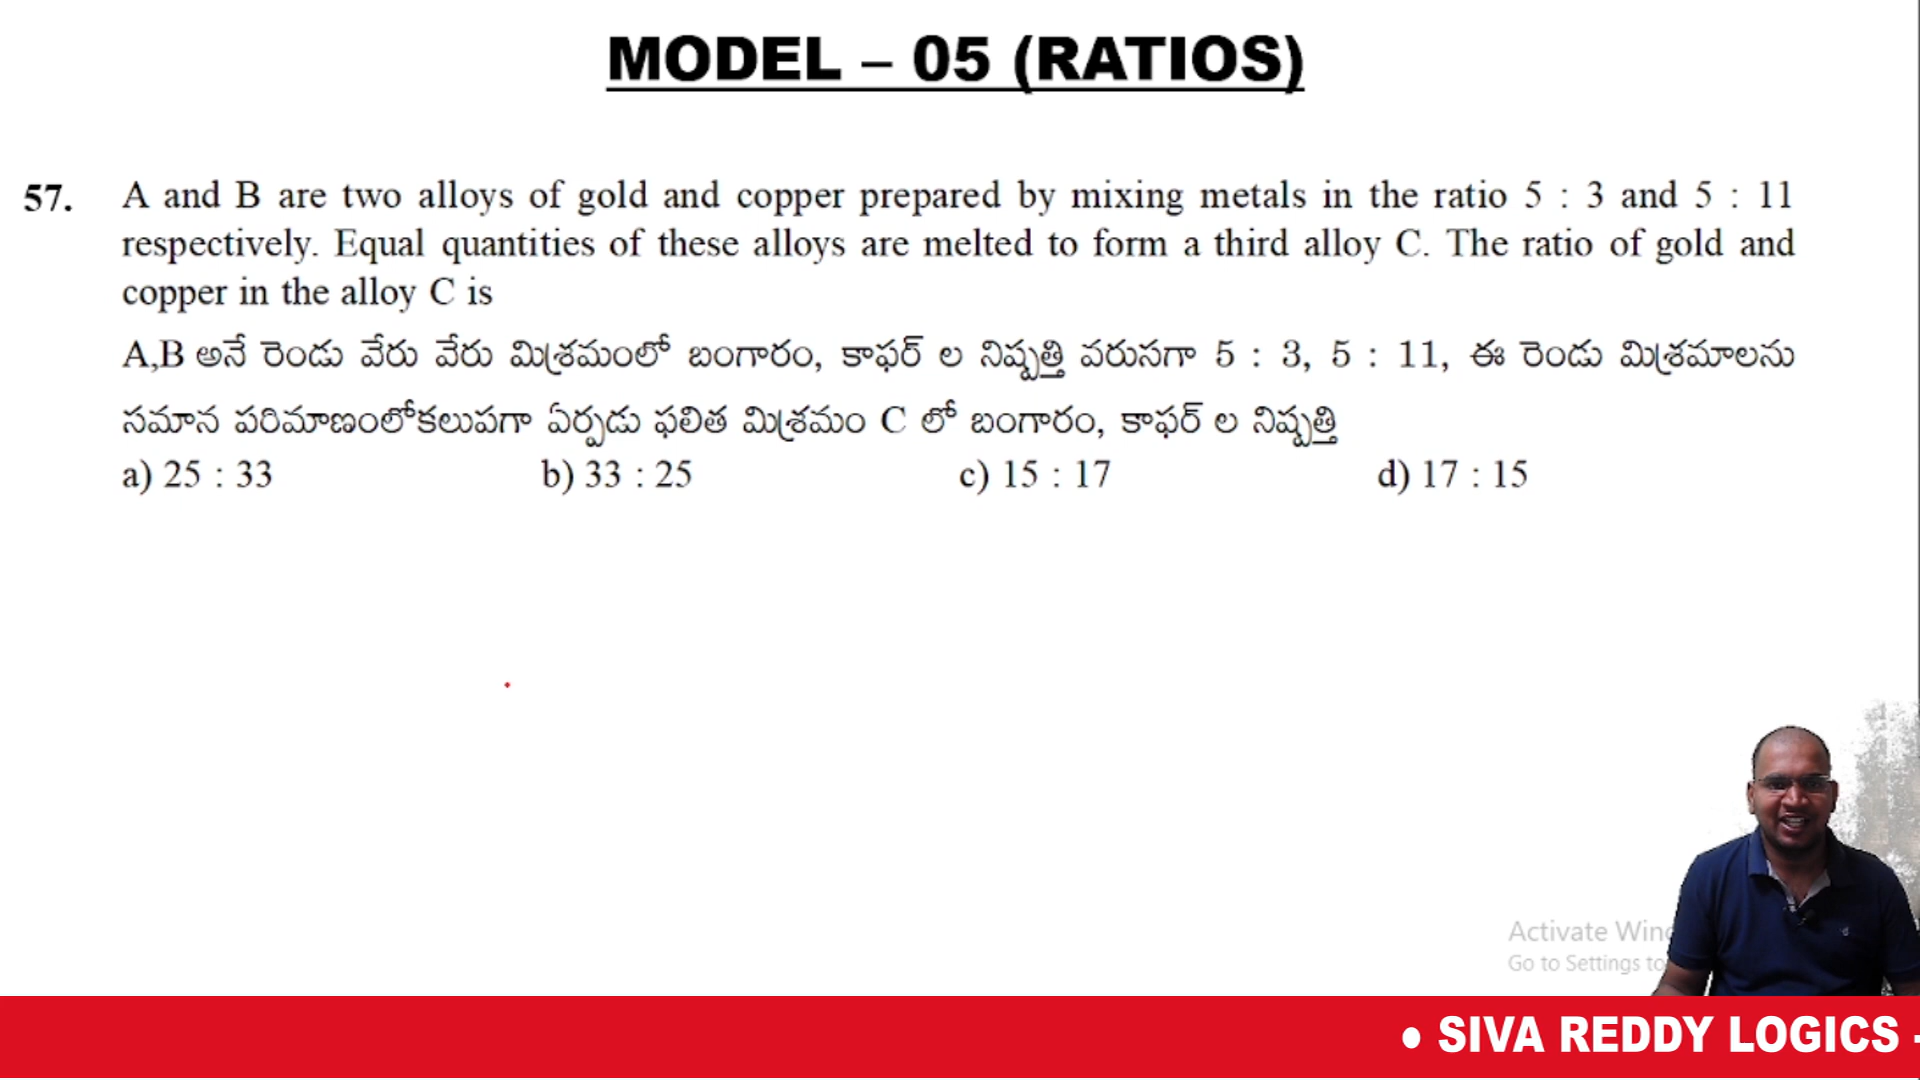 MODEL – 05 (RATIOS)
57. A and B are two alloys of gold and copper prepared by mixing metals in the ratio 5 : 3 and 5 : 11
respectively. Equal quantities of these alloys are melted to form a third alloy C. The ratio of gold and
copper in the alloy C is
A,B అనే రెండు వేరు వేరు మిశ్రమంలో బంగారం, కాఫర్ ల నిష్పత్తి వరుసగా 5 : 3, 5 : 11, ఈ రెండు మిశ్రమాలను
సమాన పరిమాణంలోకలుపగా ఏర్పడు ఫలిత మిశ్రమం C లో బంగారం, కాఫర్ ల నిష్పత్తి
a) 25 : 33 b) 33 : 25 c) 15 : 17 d) 17 : 15
Activate Win
Go to Settings to
• SIVA REDDY LOGICS -